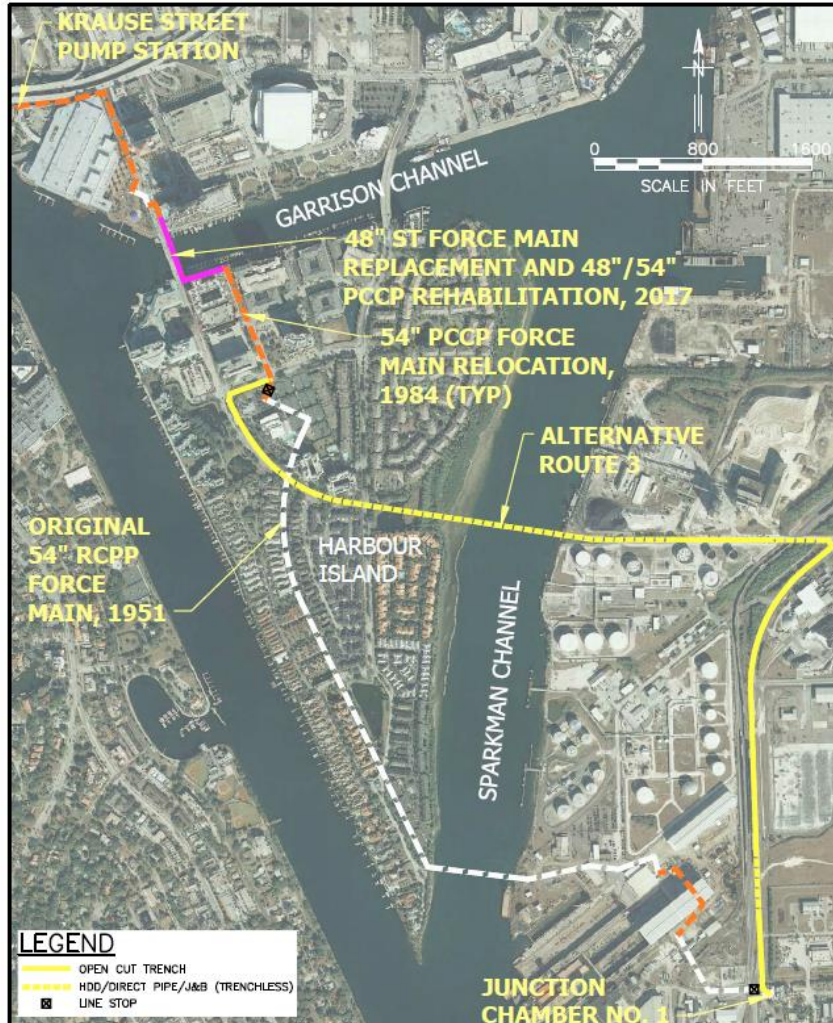 KRAUSE STREET
PUMP STATION
N
0 800 1600
SCALE IN FEET
GARRISON CHANNEL
48" ST FORCE MAIN
REPLACEMENT AND 48"/54"
PCCP REHABILITATION, 2017
54" PCCP FORCE
MAIN RELOCATION,
1984 (TYP)
ALTERNATIVE
ROUTE 3
ORIGINAL
54" RCPP
FORCE
MAIN, 1951
HARBOUR
ISLAND
SPARKMAN CHANNEL
LEGEND
OPEN CUT TRENCH
HDD/DIRECT PIPE/J&B (TRENCHLESS)
LINE STOP
JUNCTION
CHAMBER NO. 1